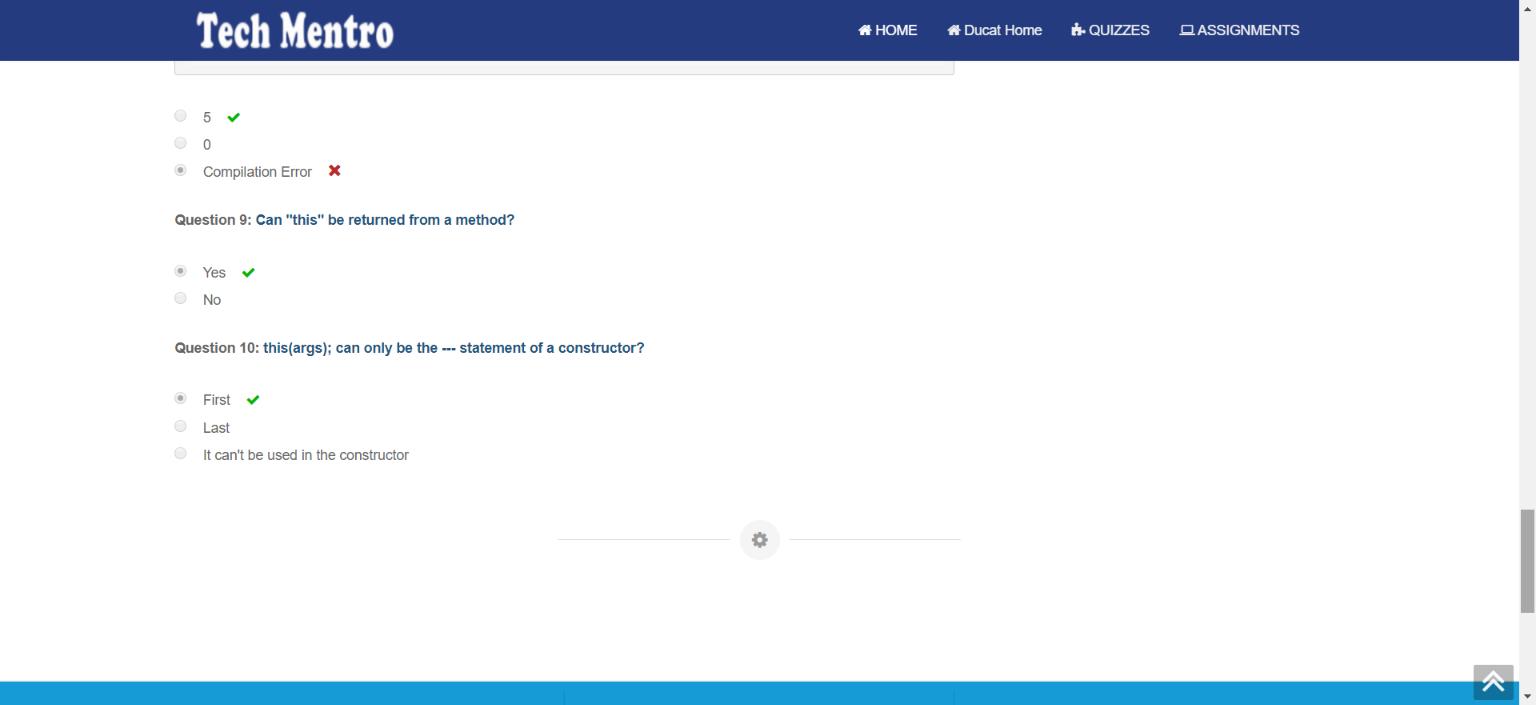 Tech Mentro
HOME Ducat Home QUIZZES ASSIGNMENTS
5
0
Compilation Error
Question 9: Can "this" be returned from a method?
Yes
No
Question 10: this(args); can only be the --- statement of a constructor?
First
Last
It can't be used in the constructor